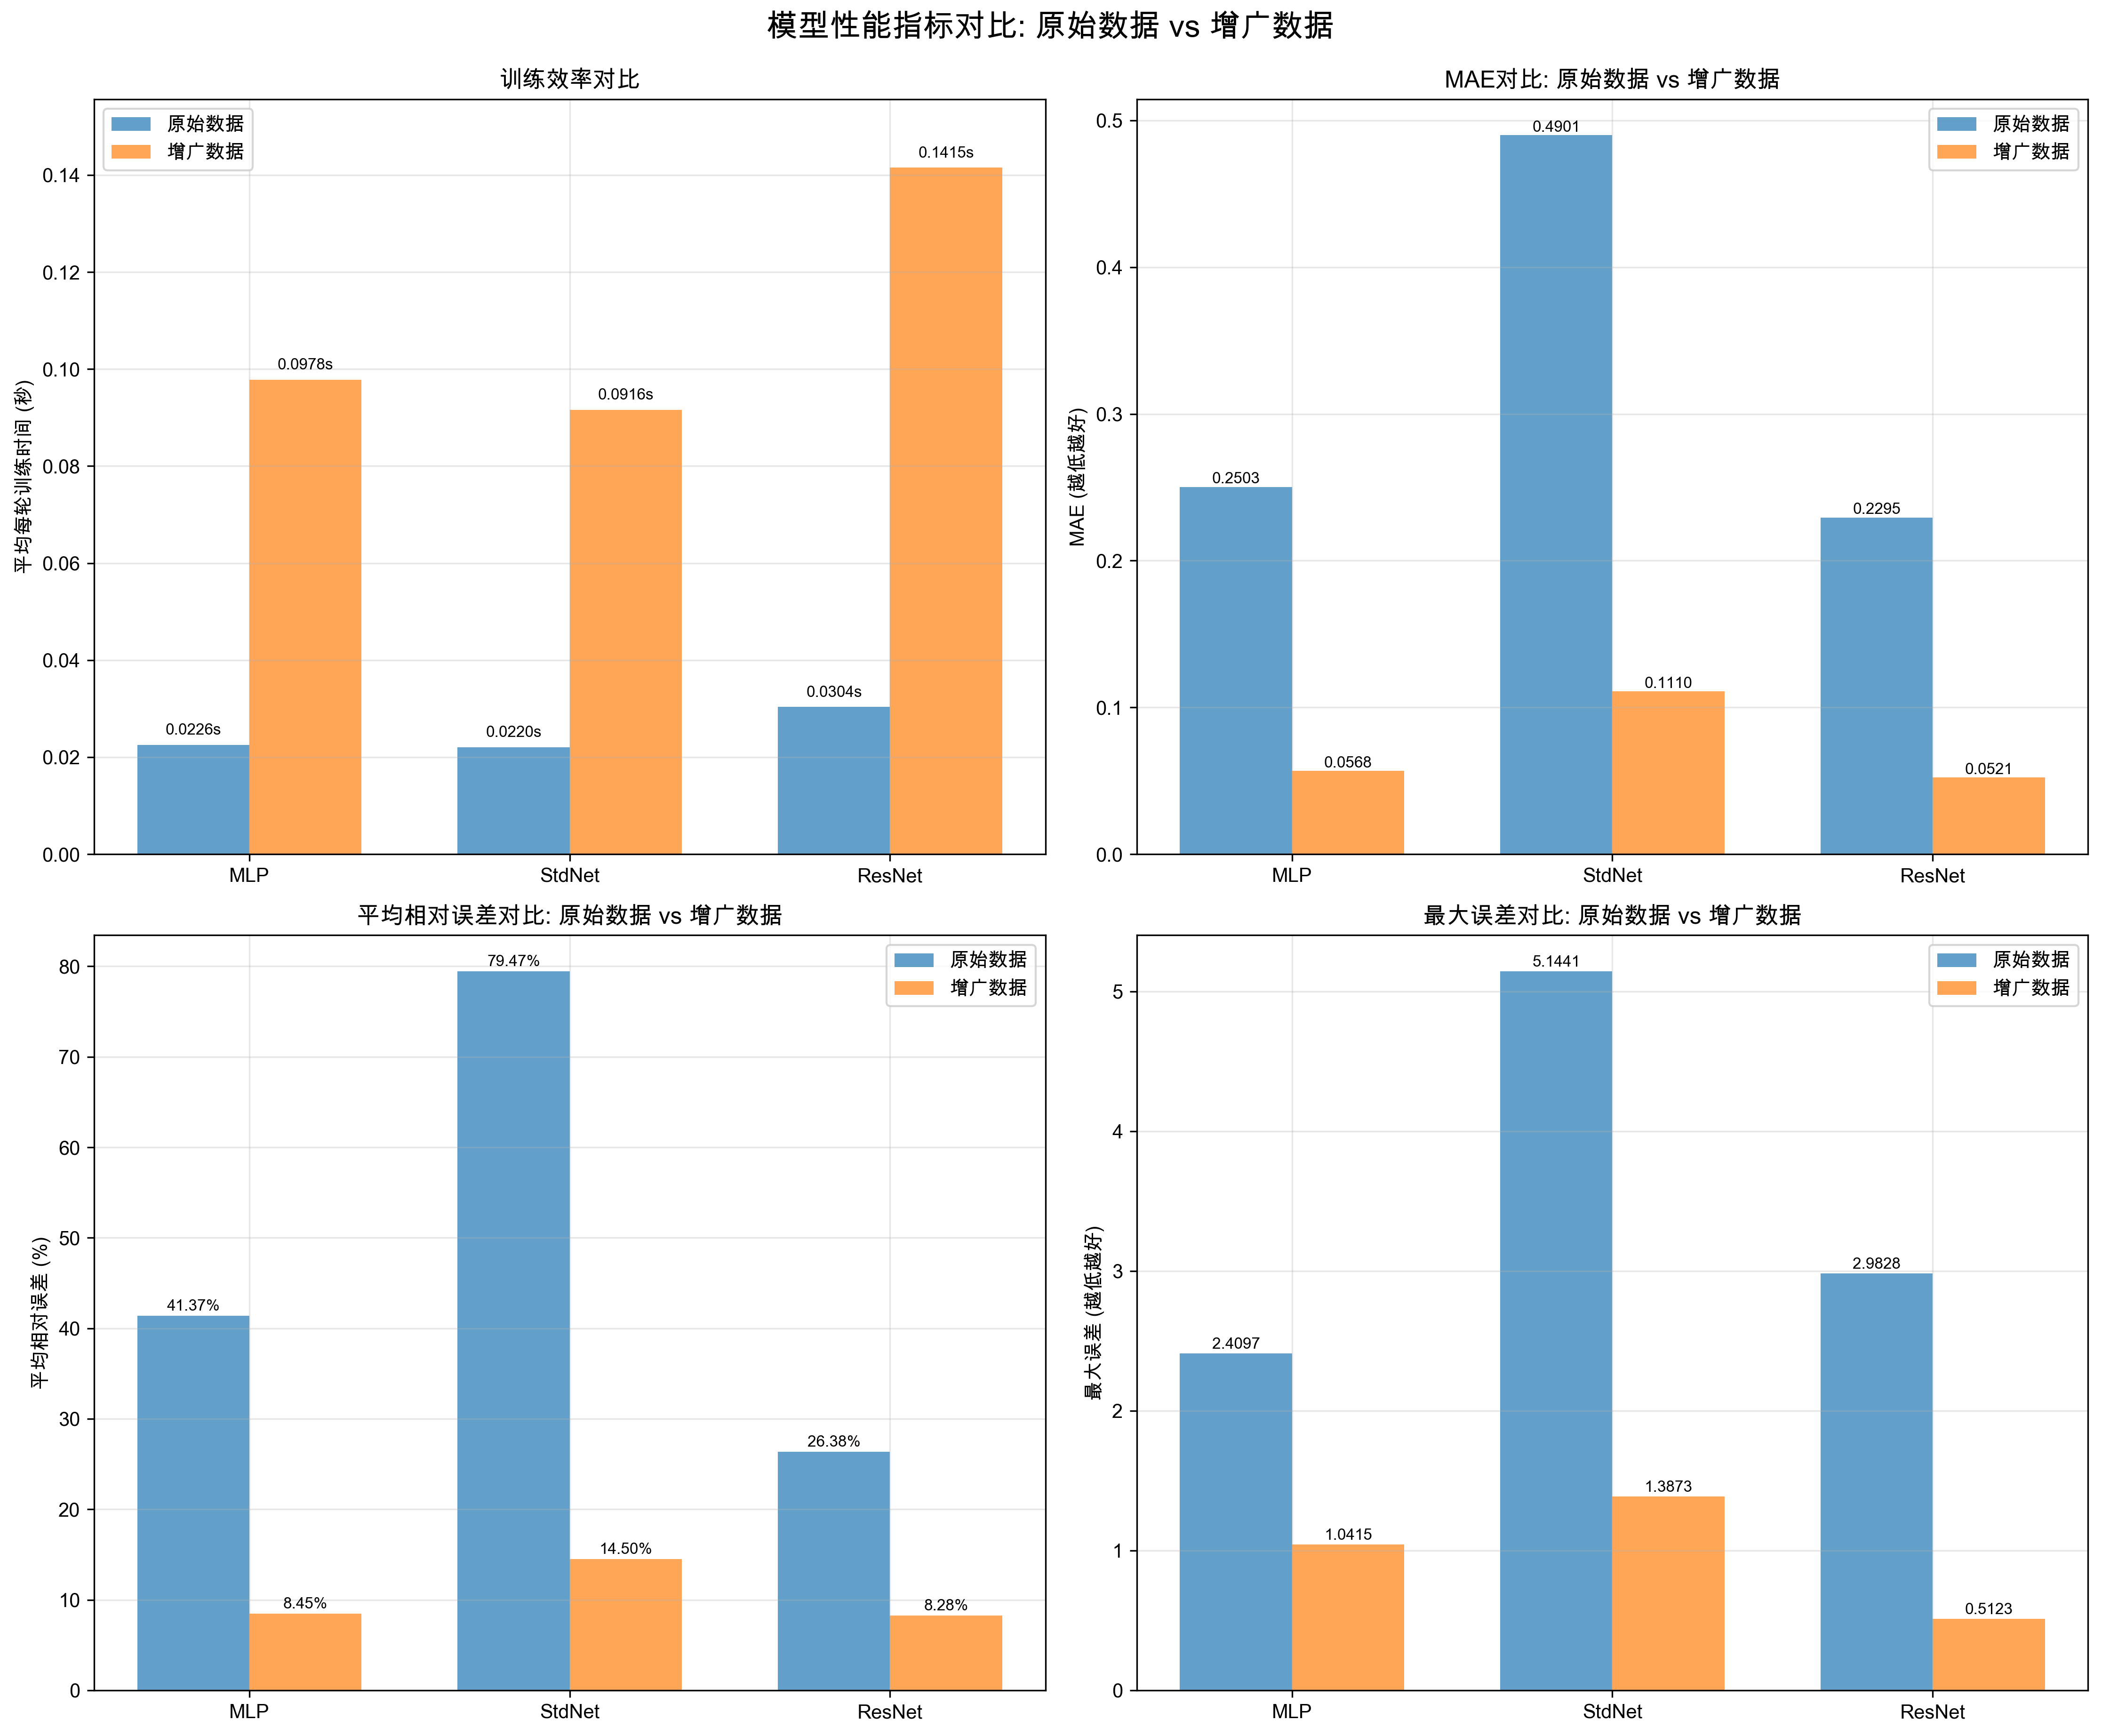 模型性能指标对比: 原始数据 vs 增广数据
训练效率对比
原始数据
增广数据
平均每轮训练时间 (秒)
0.14
0.12
0.10
0.08
0.06
0.04
0.02
0.00
0.0226s
0.0978s
0.0220s
0.0916s
0.0304s
0.1415s
MLP
StdNet
ResNet
MAE对比: 原始数据 vs 增广数据
原始数据
增广数据
MAE (越低越好)
0.5
0.4
0.3
0.2
0.1
0.0
0.2503
0.0568
0.4901
0.1110
0.2295
0.0521
MLP
StdNet
ResNet
平均相对误差对比: 原始数据 vs 增广数据
原始数据
增广数据
平均相对误差 (%)
80
70
60
50
40
30
20
10
0
41.37%
8.45%
79.47%
14.50%
26.38%
8.28%
MLP
StdNet
ResNet
最大误差对比: 原始数据 vs 增广数据
原始数据
增广数据
最大误差 (越低越好)
5
4
3
2
1
0
2.4097
1.0415
5.1441
1.3873
2.9828
0.5123
MLP
StdNet
ResNet